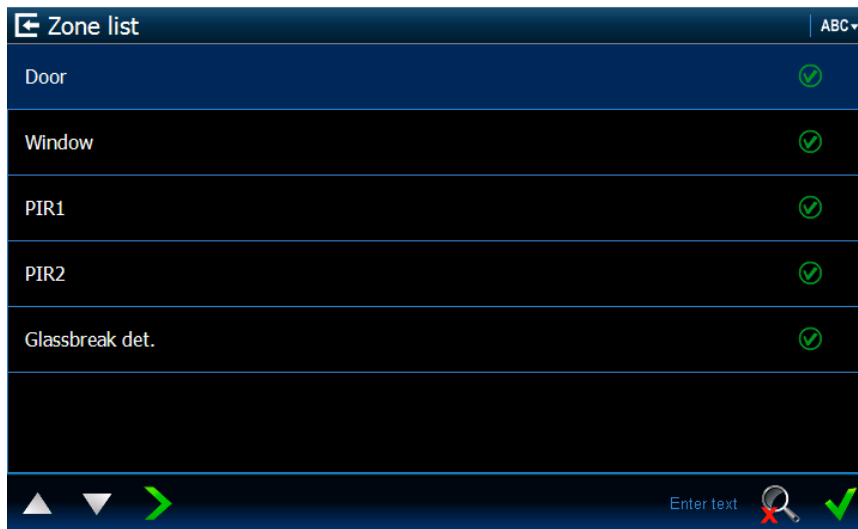 Zone list
ABC
Door
Window
PIR1
PIR2
Glassbreak det.
Enter text